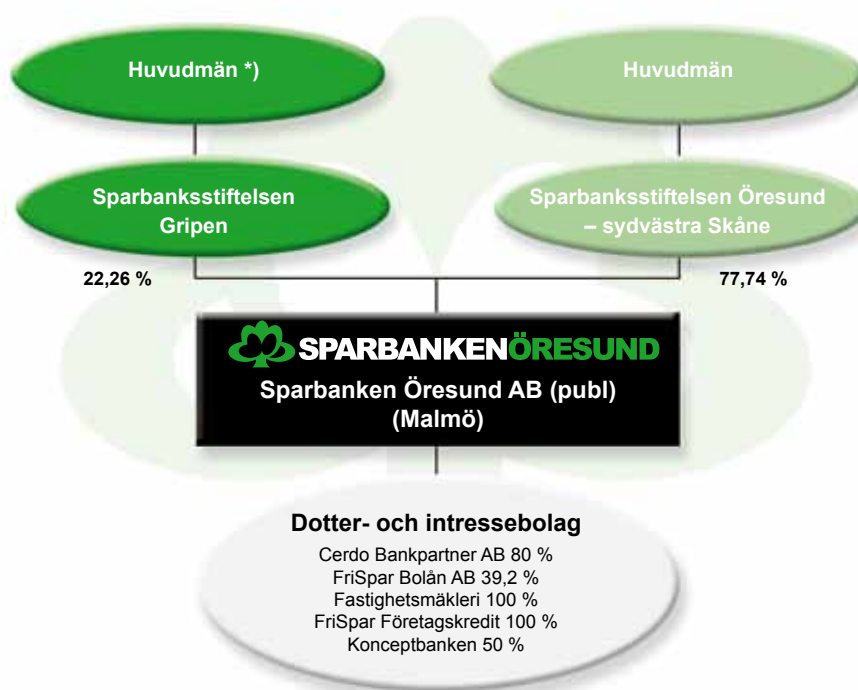 Huvudmän *)
Huvudmän
Sparbanksstiftelsen
Gripen
Sparbanksstiftelsen Öresund
– sydvästra Skåne
22,26 %
77,74 %
SPARBANKENÖRESUND
Sparbanken Öresund AB (publ)
(Malmö)
Dotter- och intressebolag
Cerdo Bankpartner AB 80 %
FriSpar Bolån AB 39,2 %
Fastighetsmäkleri 100 %
FriSpar Företagskredit 100 %
Konceptbanken 50 %